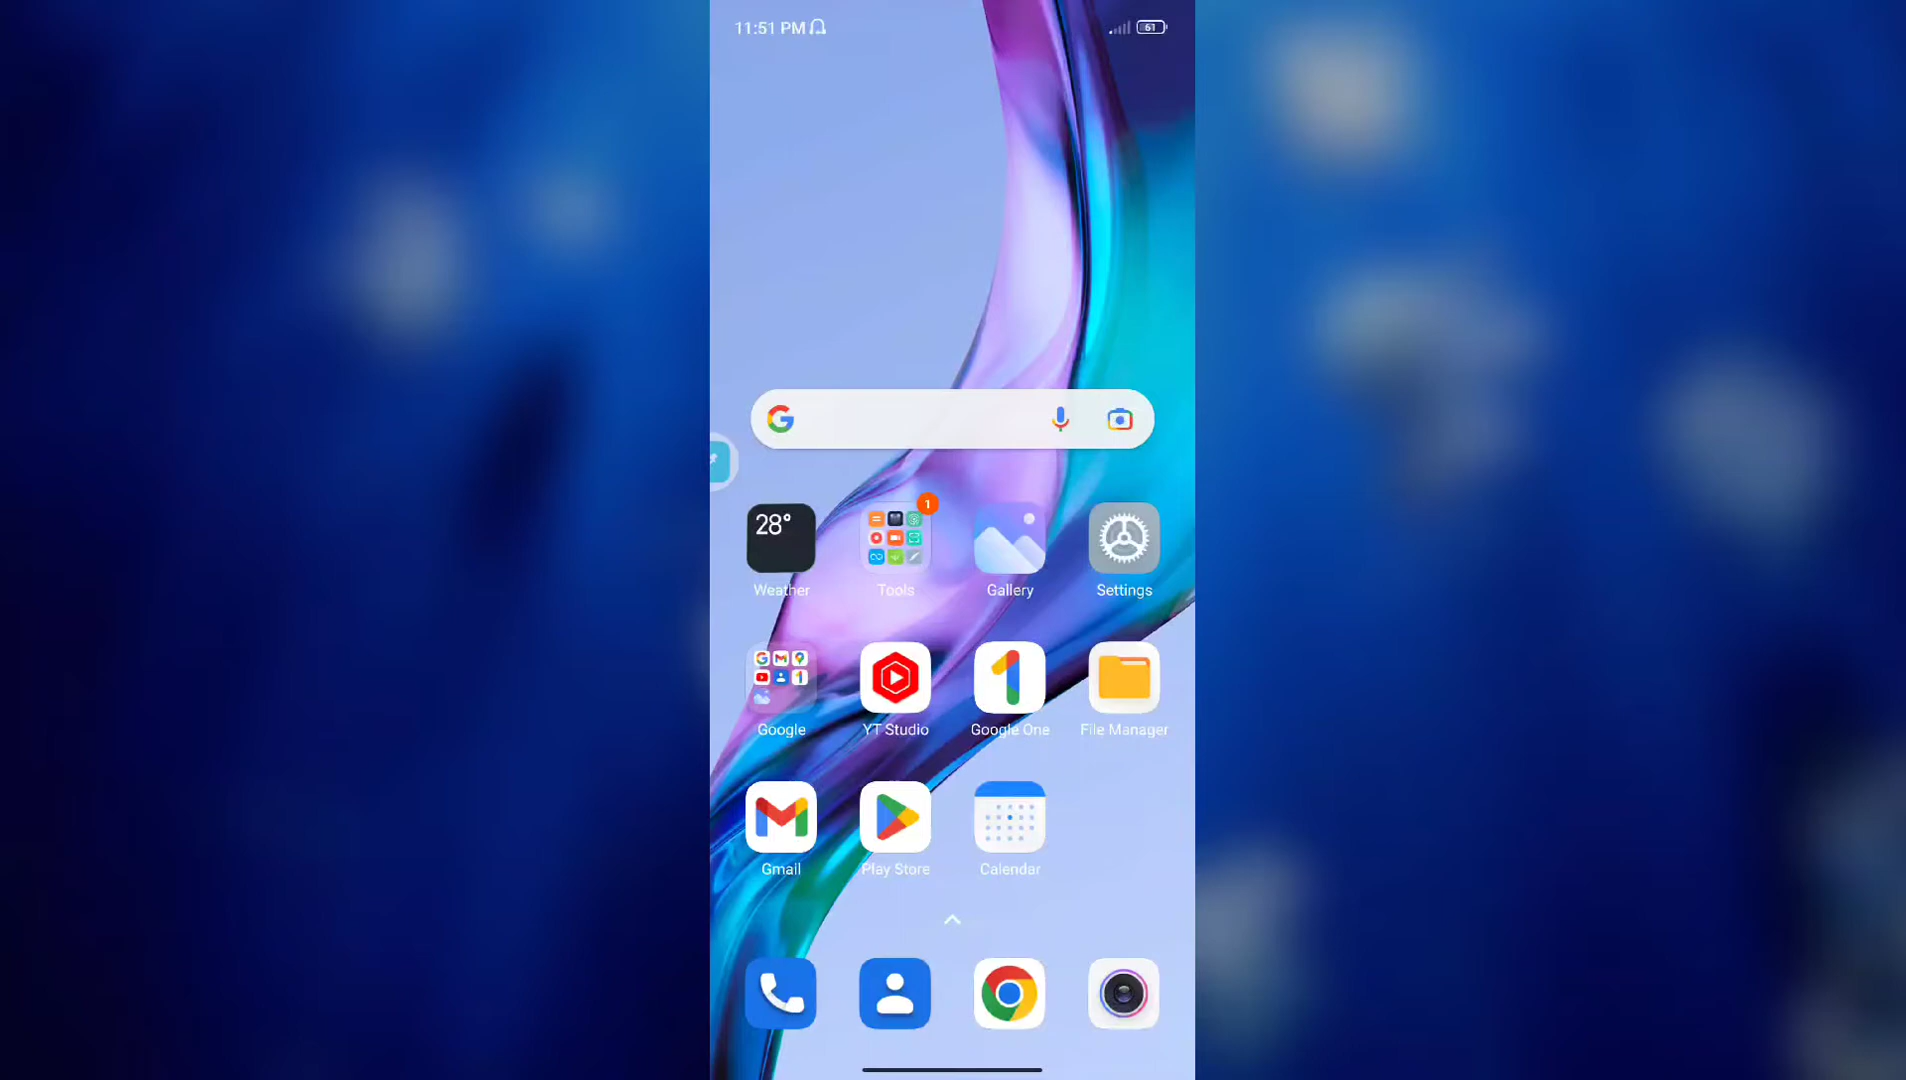 11:51 PM
61
28°
1
Weather
Tools
Gallery
Settings
Google
YT Studio
Google One
File Manager
Gmail
Play Store
Calendar